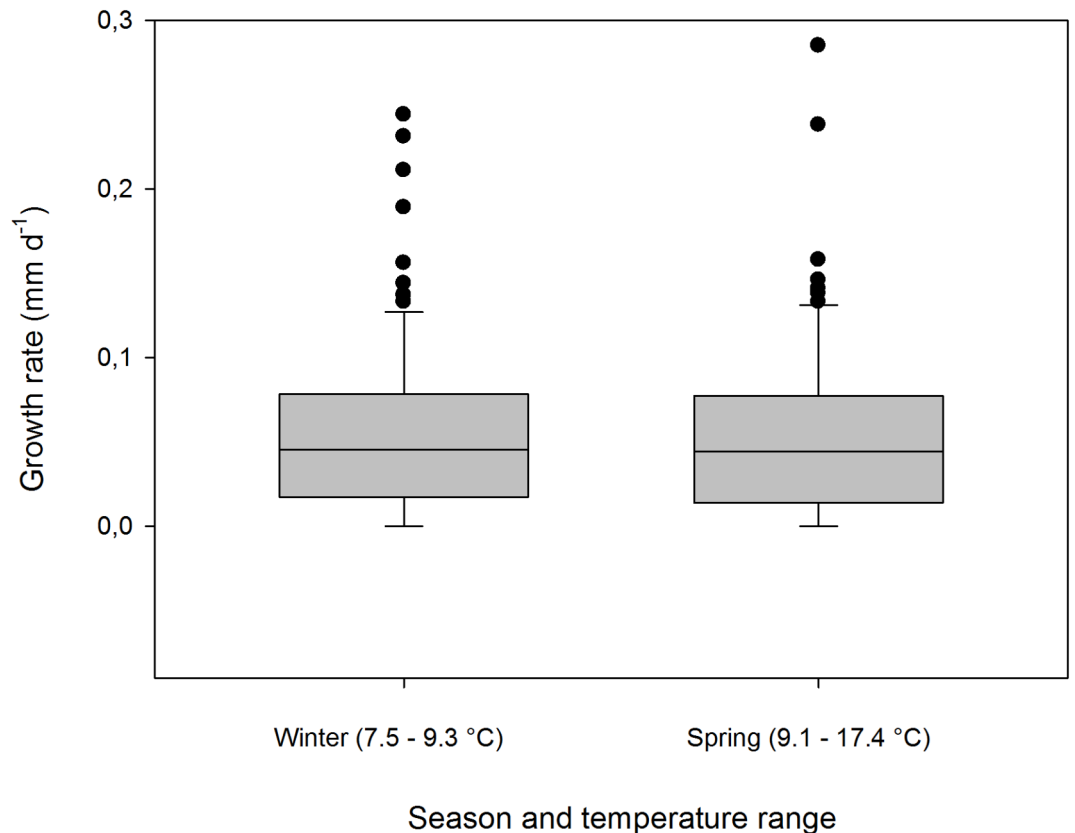 0,3
0,2
0,1
0,0
Growth rate (mm d⁻¹)
Winter (7.5 - 9.3 °C)
Spring (9.1 - 17.4 °C)
Season and temperature range